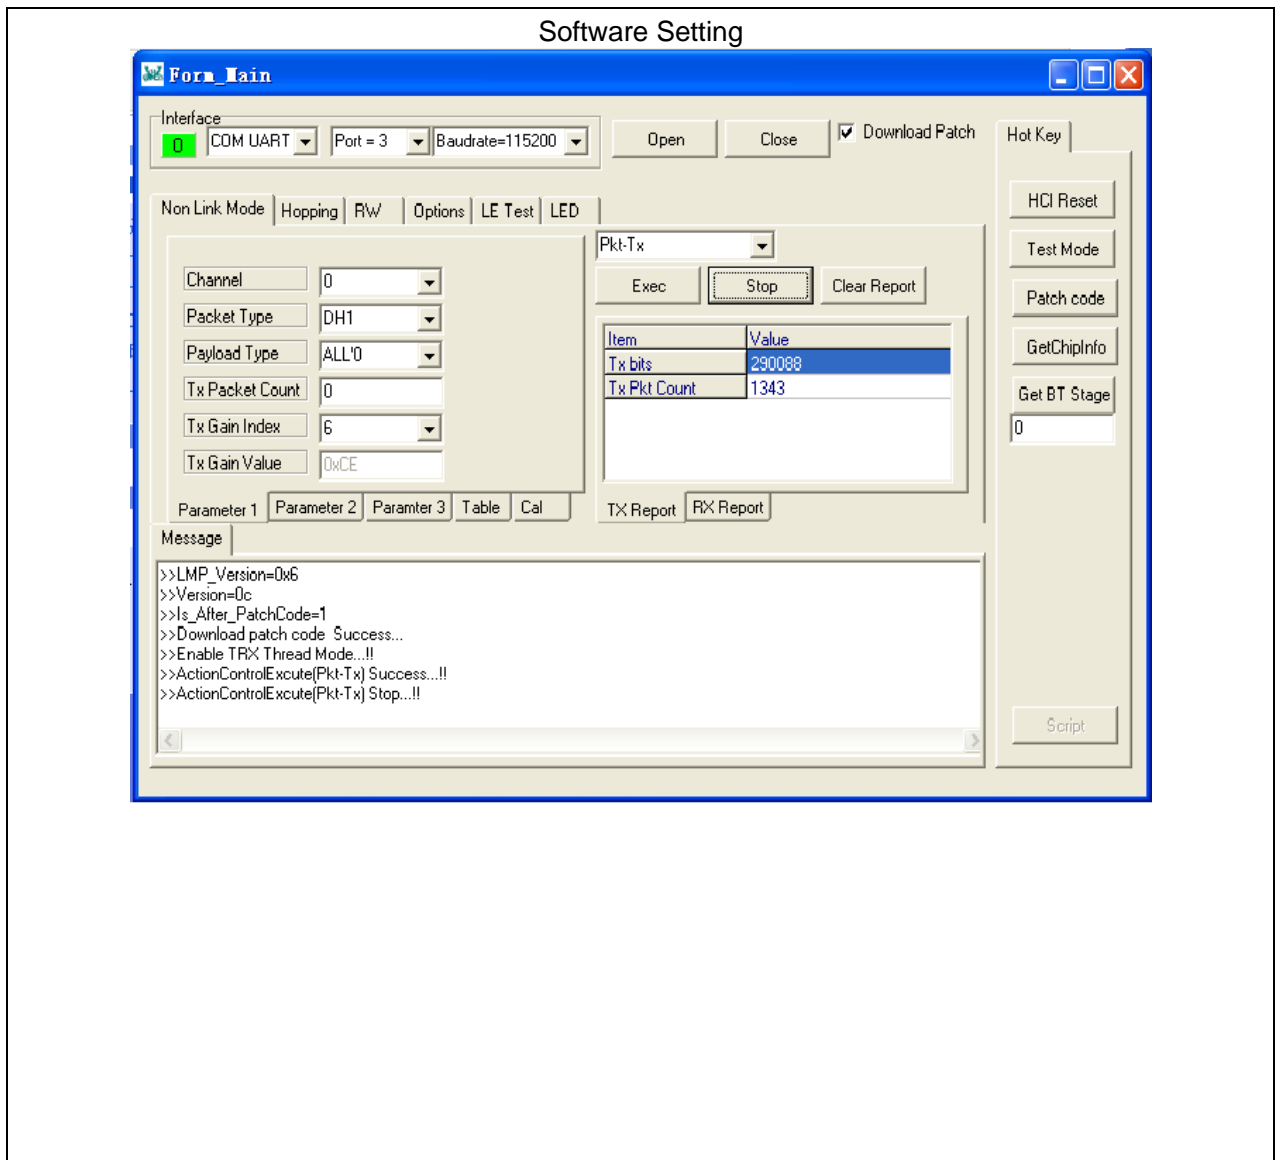 Software Setting
Form_Main
Interface
0 COM UART Port = 3 Baudrate=115200 Open Close Download Patch
Hot Key
Non Link Mode Hopping RW Options LE Test LED
HCI Reset
Pkt-Tx
Test Mode
Channel 0
Exec Stop Clear Report
Patch code
Packet Type DH1
Item Value
Payload Type ALL'0
Tx bits 290088
GetChipInfo
Tx Packet Count 0
Tx Pkt Count 1343
Get BT Stage
Tx Gain Index 6
0
Tx Gain Value 0xCE
Parameter 1 Parameter 2 Paramter 3 Table Cal
TX Report RX Report
Message
>>LMP_Version=0x6
>>Version=0c
>>Is_After_PatchCode=1
>>Download patch code  Success...
>>Enable TRX Thread Mode...!!
>>ActionControlExcute(Pkt-Tx) Success...!!
>>ActionControlExcute(Pkt-Tx) Stop...!!
Script